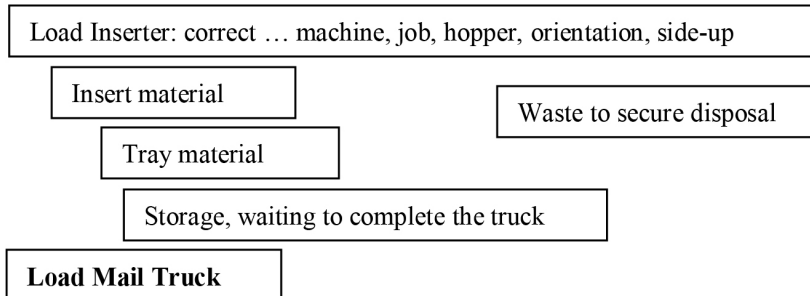 Load Inserter: correct … machine, job, hopper, orientation, side-up
Insert material
Waste to secure disposal
Tray material
Storage, waiting to complete the truck
Load Mail Truck